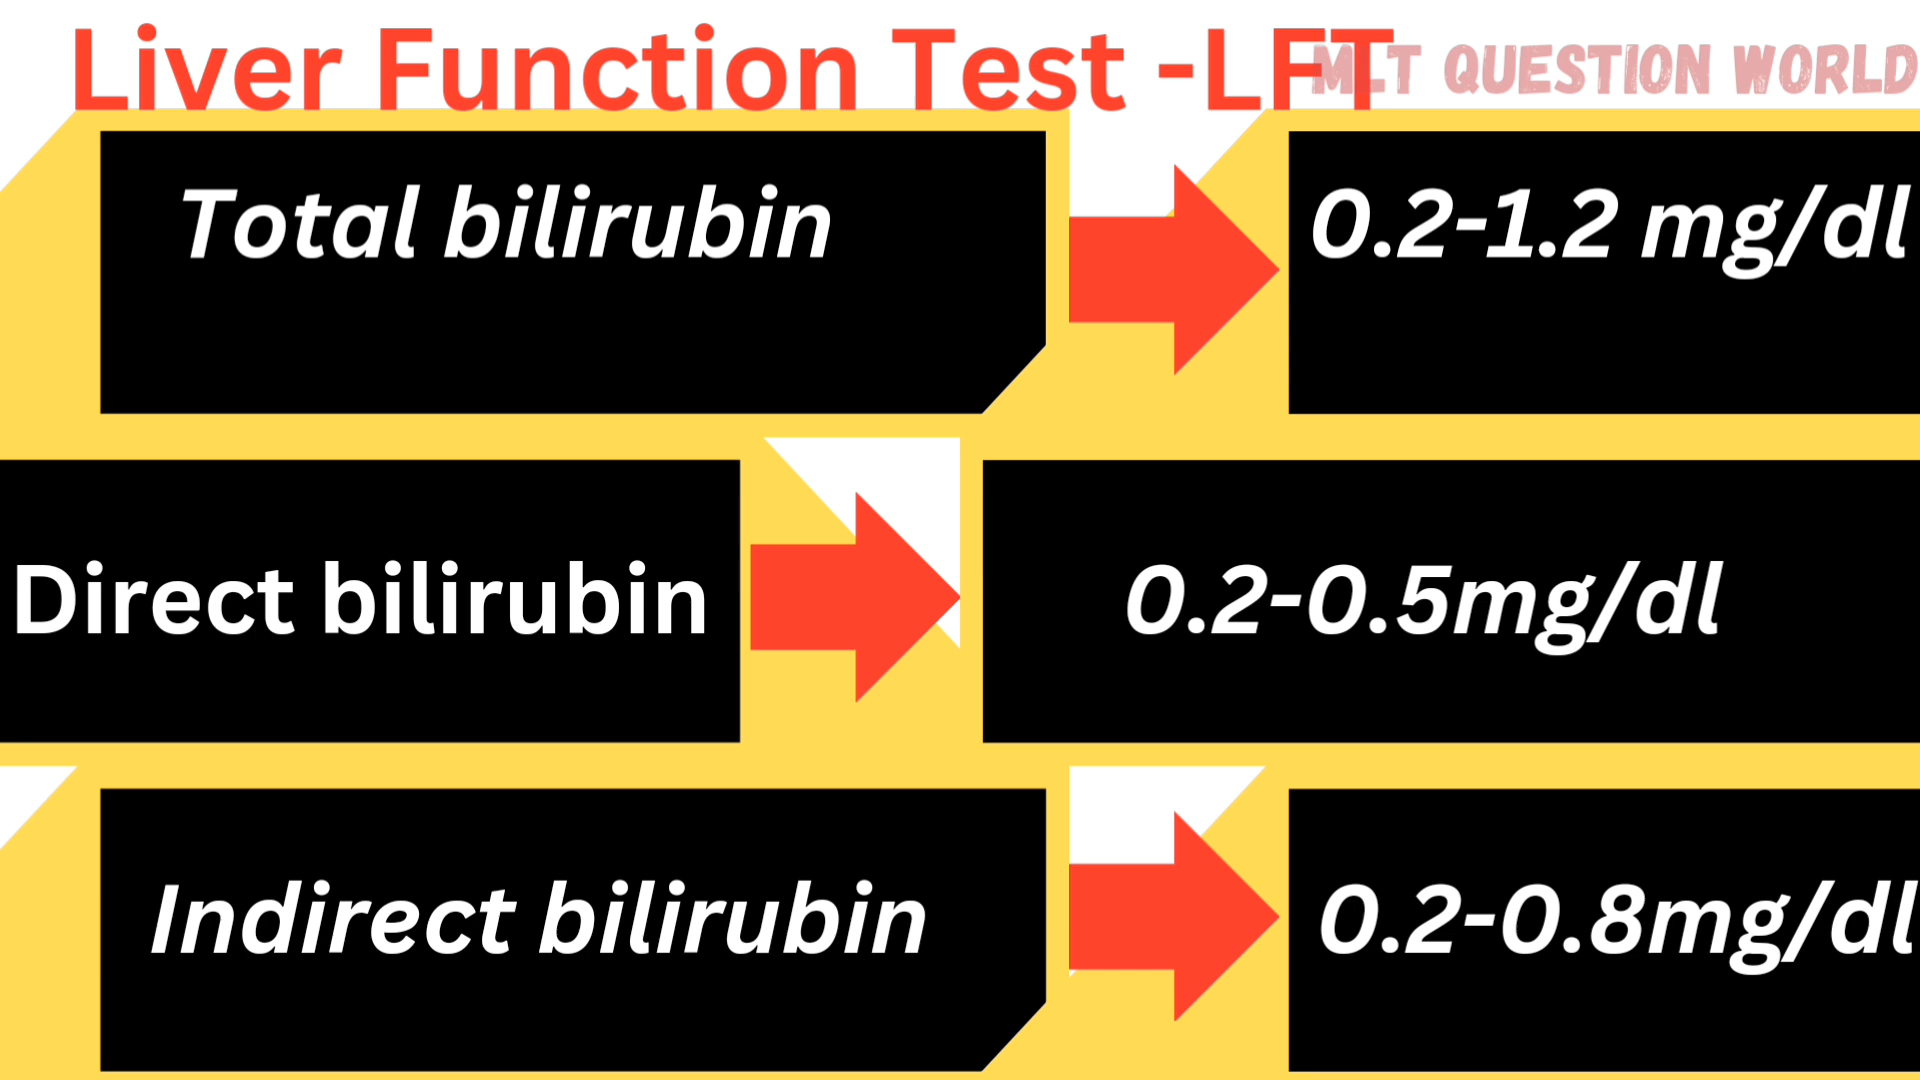 Liver Function Test -LFT
MLT QUESTION WORLD
Total bilirubin
0.2-1.2 mg/dl
Direct bilirubin
0.2-0.5mg/dl
Indirect bilirubin
0.2-0.8mg/dl